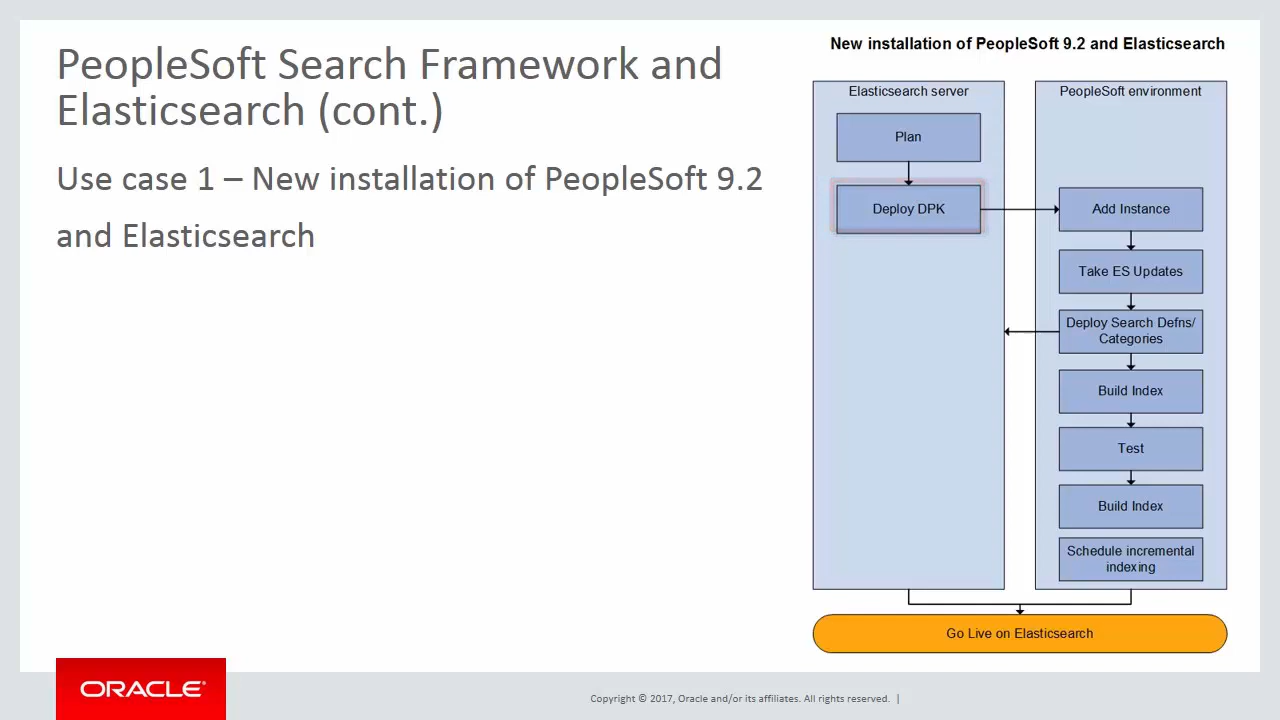 PeopleSoft Search Framework and
Elasticsearch (cont.)
Use case 1 – New installation of PeopleSoft 9.2
and Elasticsearch
New installation of PeopleSoft 9.2 and Elasticsearch
Elasticsearch server
Plan
Deploy DPK
PeopleSoft environment
Add Instance
Take ES Updates
Deploy Search Defns/
Categories
Build Index
Test
Build Index
Schedule incremental
indexing
Go Live on Elasticsearch
ORACLE®
Copyright © 2017, Oracle and/or its affiliates. All rights reserved. |